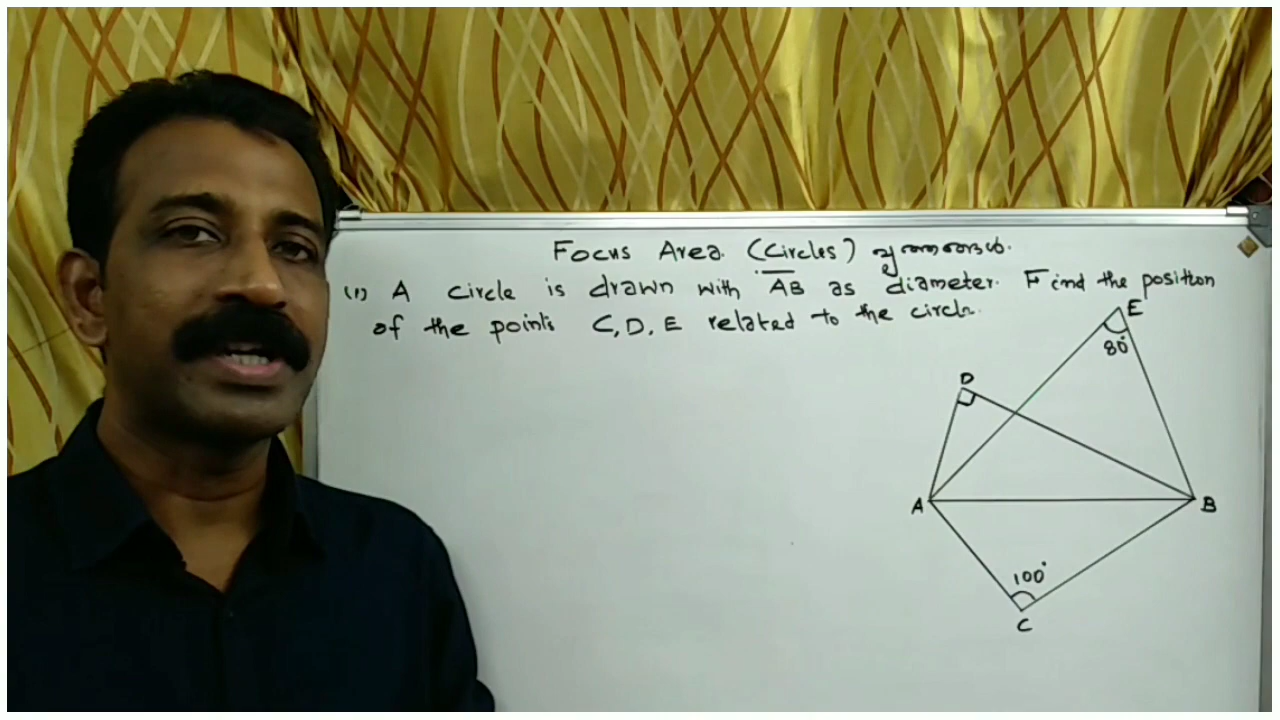 Focus Area. (Circles)
(1) A circle is drawn with AB as diameter. Find the position
of the points C, D, E related to the circle.
E
80°
D
A
B
100°
C